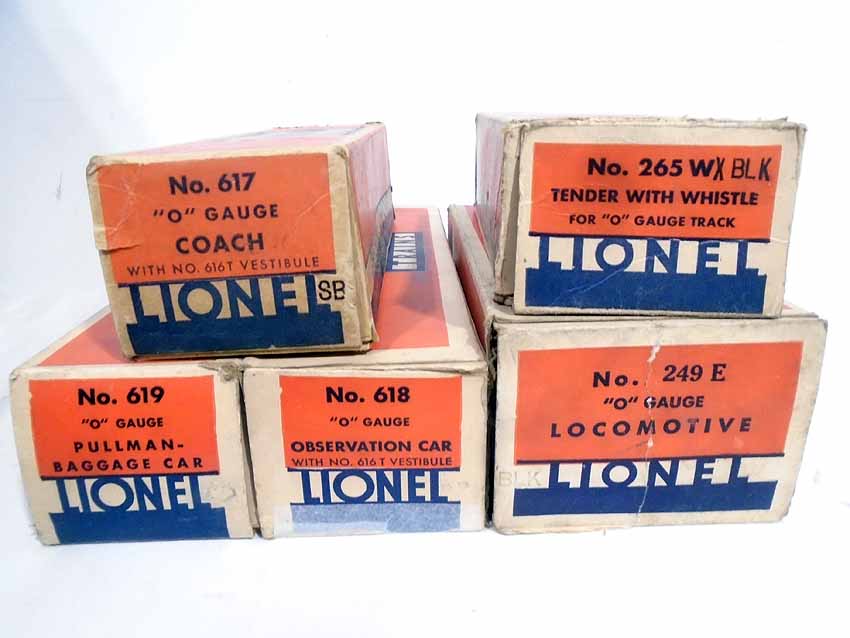 No. 617
"O" GAUGE
COACH
WITH NO. 616T VESTIBULE
LIONEL
SB
No. 265 WX BLK
TENDER WITH WHISTLE
FOR "O" GAUGE TRACK
LIONEL
No. 619
"O" GAUGE
PULLMAN-
BAGGAGE CAR
LIONEL
No. 618
"O" GAUGE
OBSERVATION CAR
WITH NO. 616 T VESTIBULE
LIONEL
No. 249 E
"O" GAUGE
LOCOMOTIVE
BLK
LIONEL